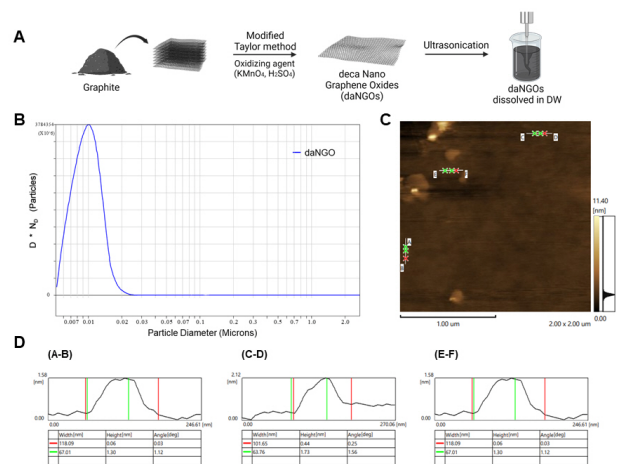 A
Modified
Taylor method
Oxidizing agent
(KMnO₄, H₂SO₄)
Ultrasonication
Graphite
deca Nano
Graphene Oxides
(daNGOs)
daNGOs
dissolved in DW
B
(X10^6)
daNGO
D * N_D (Particles)
0
0.007 0.01 0.02 0.03 0.05 0.07 0.1 0.2 0.3 0.5 0.7 1.0 2.0
Particle Diameter (Microns)
C
C D
E F
A
B
11.40
[nm]
0.00
1.00 um
2.00 x 2.00 um
D
(A-B)
1.58
[nm]
0.00
0.00 246.61 [nm]
Width[nm] Height[nm] Angle[deg]
118.09 0.06 0.03
67.01 1.30 1.12
(C-D)
2.12
[nm]
0.00
0.00 270.06 [nm]
Width[nm] Height[nm] Angle[deg]
101.65 0.44 0.25
63.76 1.73 1.56
(E-F)
1.58
[nm]
0.00
0.00 246.61 [nm]
Width[nm] Height[nm] Angle[deg]
118.09 0.06 0.03
67.01 1.30 1.12